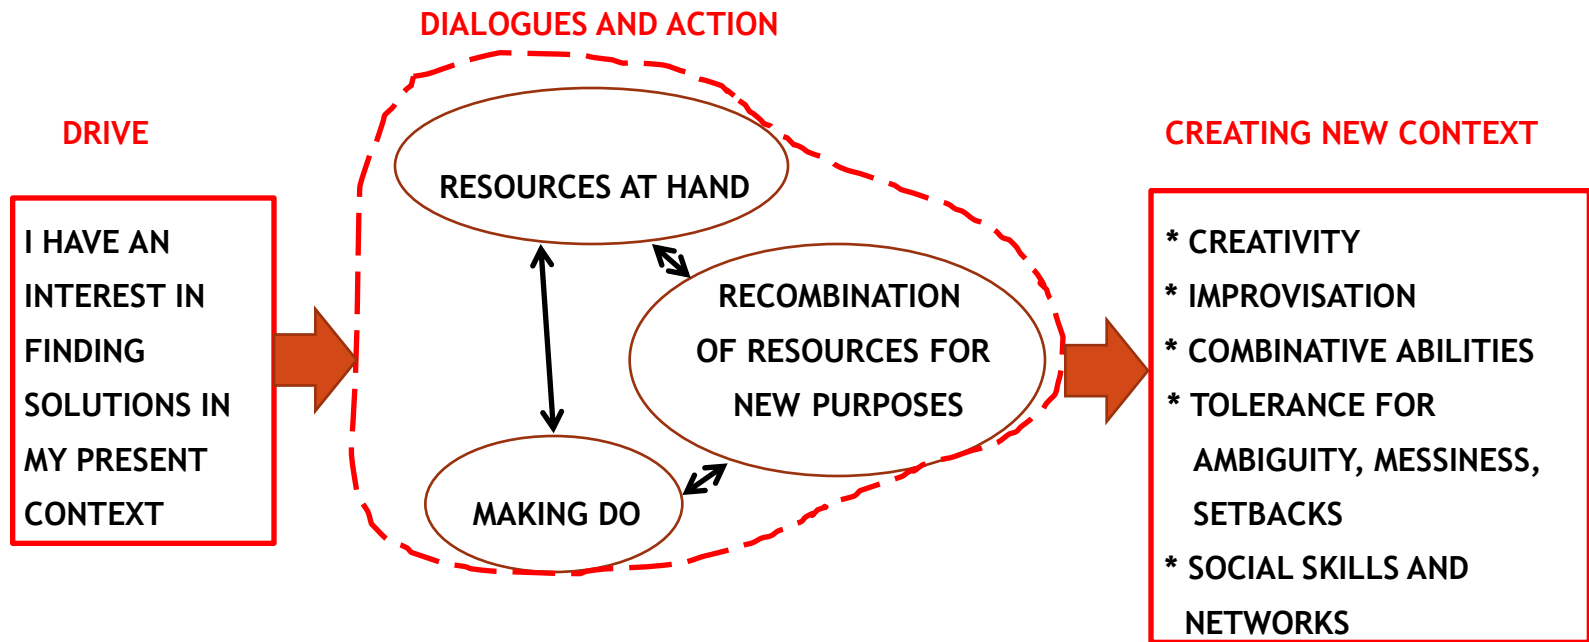 DIALOGUES AND ACTION
DRIVE
I HAVE AN
INTEREST IN
FINDING
SOLUTIONS IN
MY PRESENT
CONTEXT
RESOURCES AT HAND
RECOMBINATION
OF RESOURCES FOR
NEW PURPOSES
MAKING DO
CREATING NEW CONTEXT
* CREATIVITY
* IMPROVISATION
* COMBINATIVE ABILITIES
* TOLERANCE FOR
AMBIGUITY, MESSINESS,
SETBACKS
* SOCIAL SKILLS AND
NETWORKS